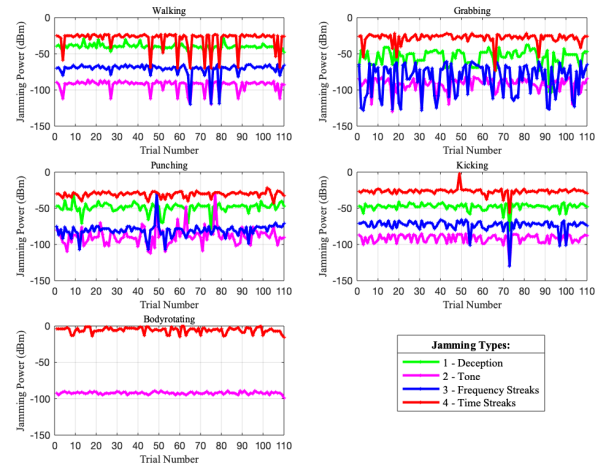 Walking
Jamming Power (dBm)
0
-50
-100
-150
0 10 20 30 40 50 60 70 80 90 100 110
Trial Number
Grabbing
Jamming Power (dBm)
0
-50
-100
-150
0 10 20 30 40 50 60 70 80 90 100 110
Trial Number
Punching
Jamming Power (dBm)
0
-50
-100
-150
0 10 20 30 40 50 60 70 80 90 100 110
Trial Number
Kicking
Jamming Power (dBm)
0
-50
-100
-150
0 10 20 30 40 50 60 70 80 90 100 110
Trial Number
Bodyrotating
Jamming Power (dBm)
0
-50
-100
-150
0 10 20 30 40 50 60 70 80 90 100 110
Trial Number
Jamming Types:
1 - Deception
2 - Tone
3 - Frequency Streaks
4 - Time Streaks